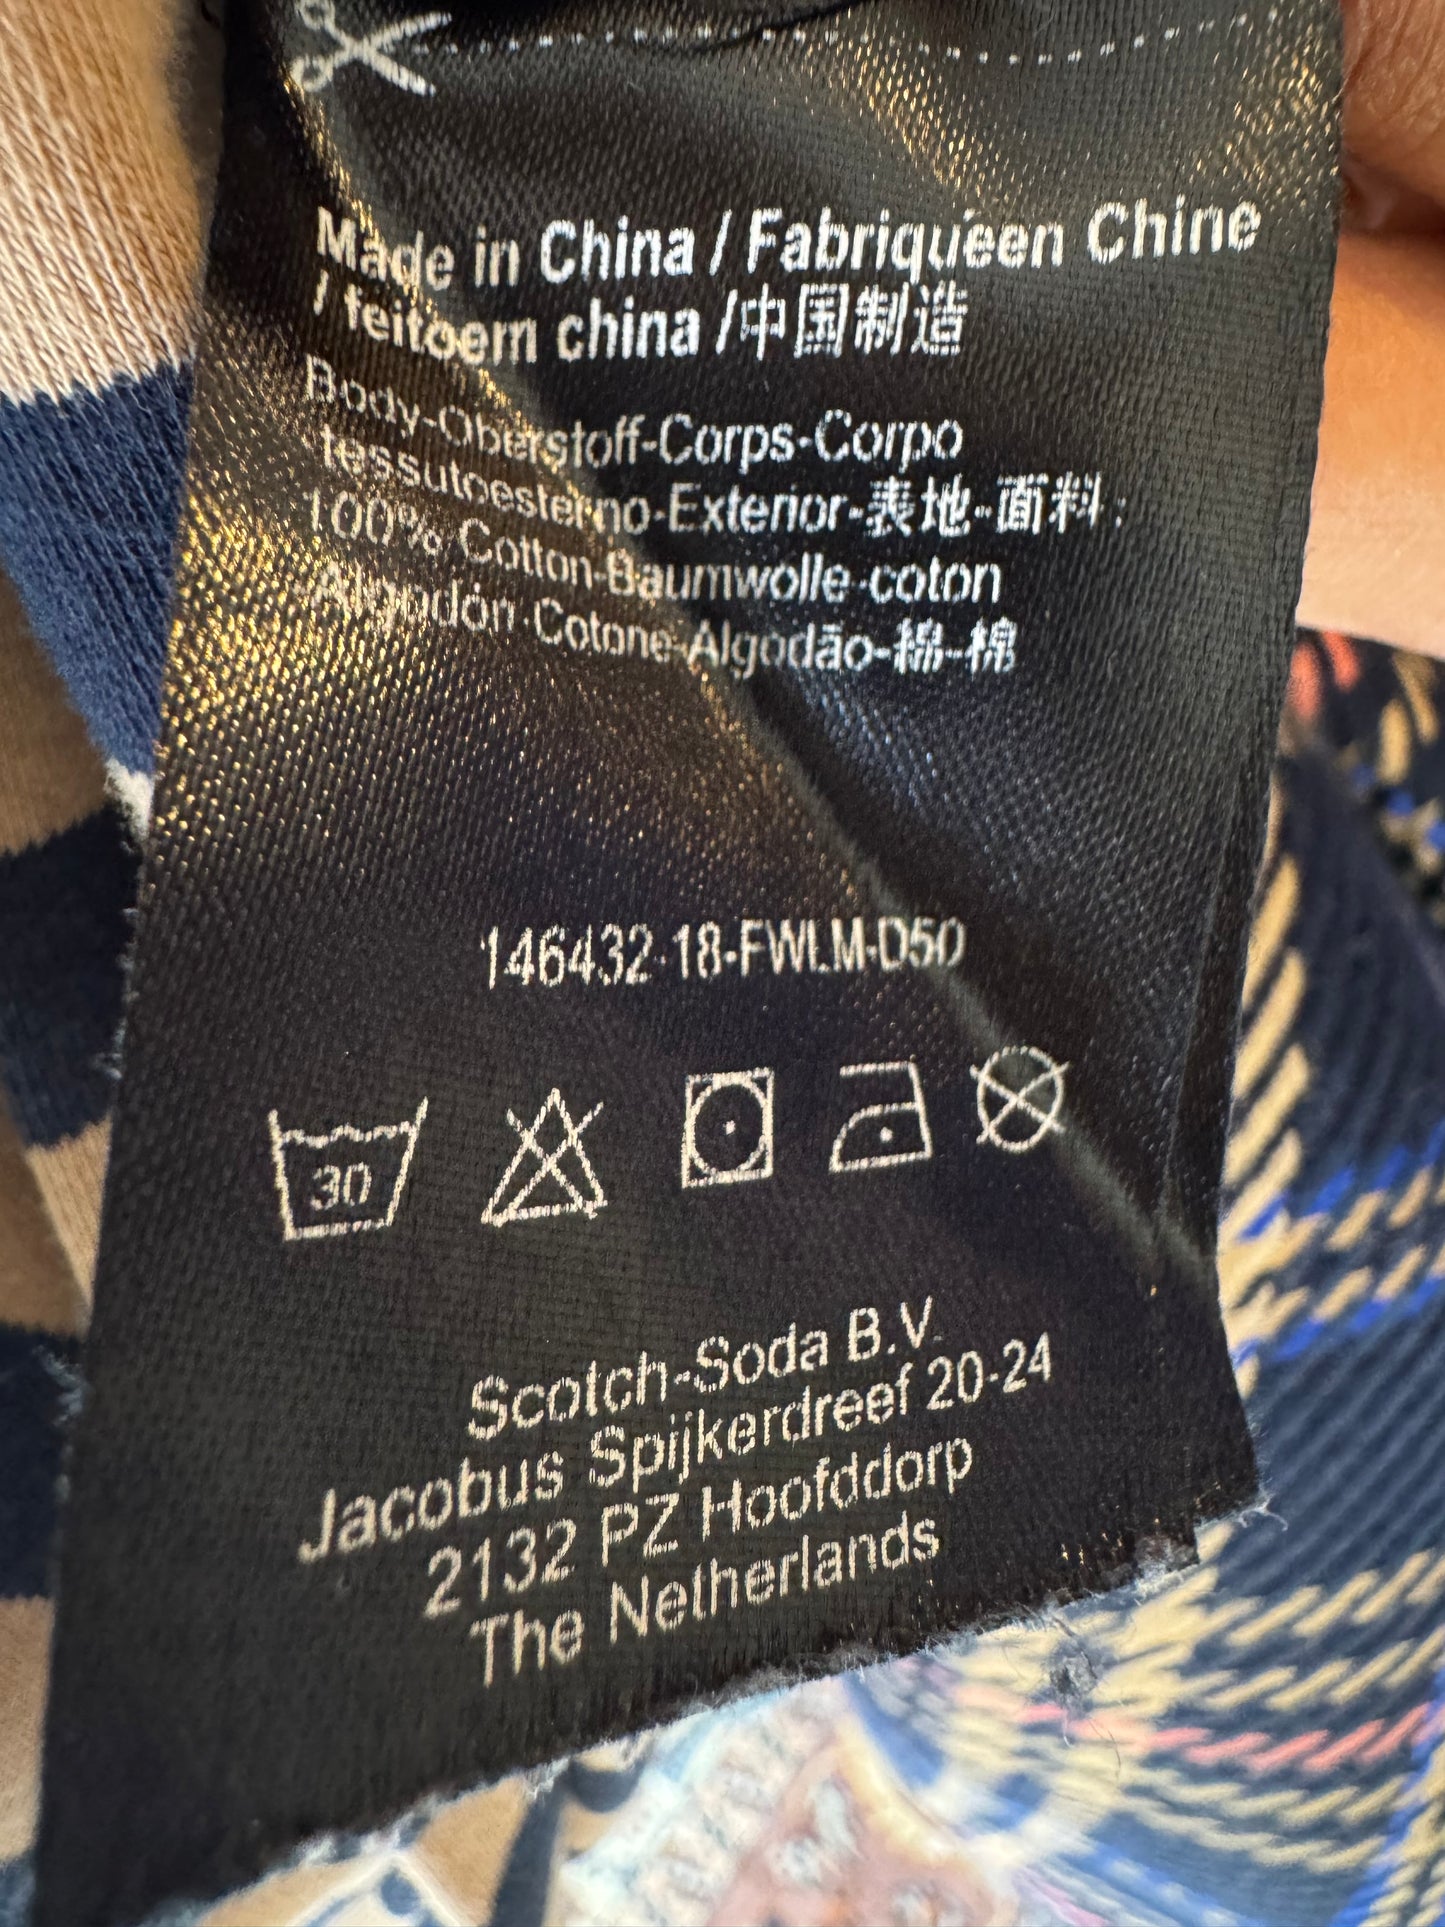 Made in China / Fabriquéeen Chine
/ feitoem china /中国制造
Body-Oberstoff-Corps-Corpo
tessutoesterno-Exterior-表地-面料:
100% Cotton-Baumwolle-coton
Algodón-Cotone-Algodão-棉-棉
146432-18-FWLM-D50
30
Scotch-Soda B.V.
Jacobus Spijkerdreef 20-24
2132 PZ Hoofddorp
The Netherlands